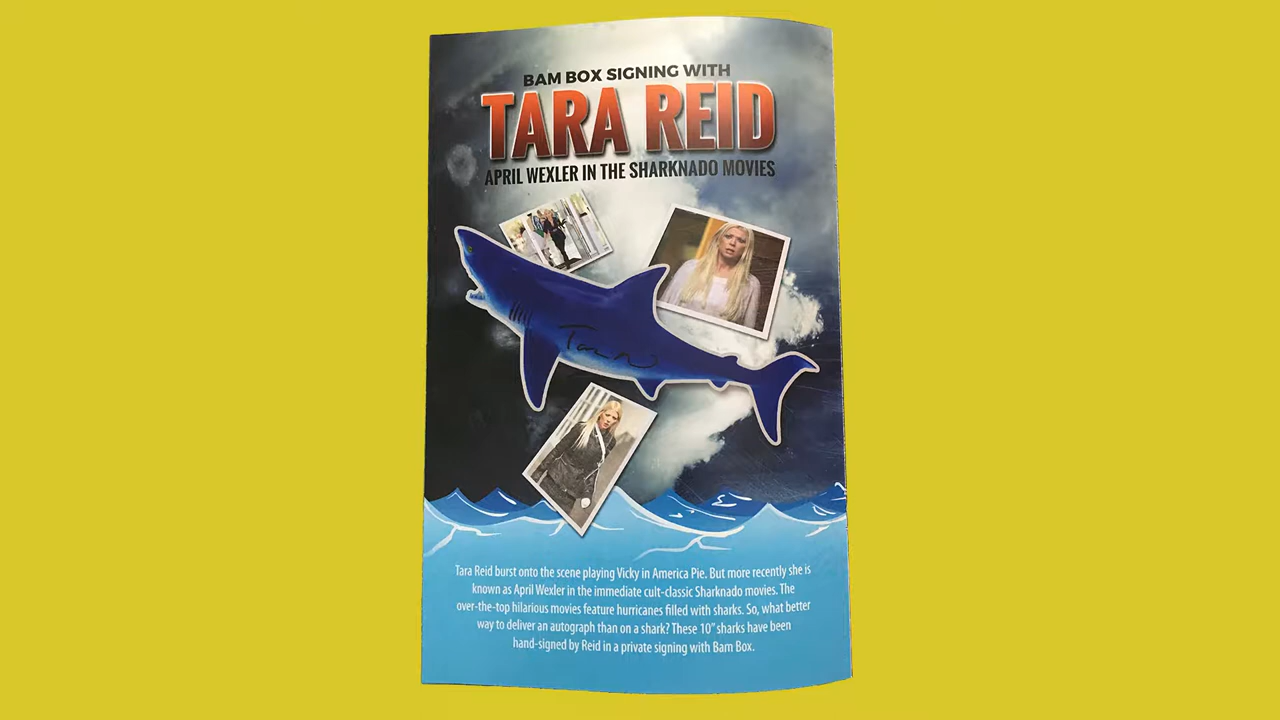 BAM BOX SIGNING WITH
TARA REID
APRIL WEXLER IN THE SHARKNADO MOVIES
Tara
Tara Reid burst onto the scene playing Vicky in America Pie. But more recently she is
known as April Wexler in the immediate cult-classic Sharknado movies. The
over-the-top hilarious movies feature hurricanes filled with sharks. So, what better
way to deliver an autograph than on a shark? These 10" sharks have been
hand-signed by Reid in a private signing with Bam Box.